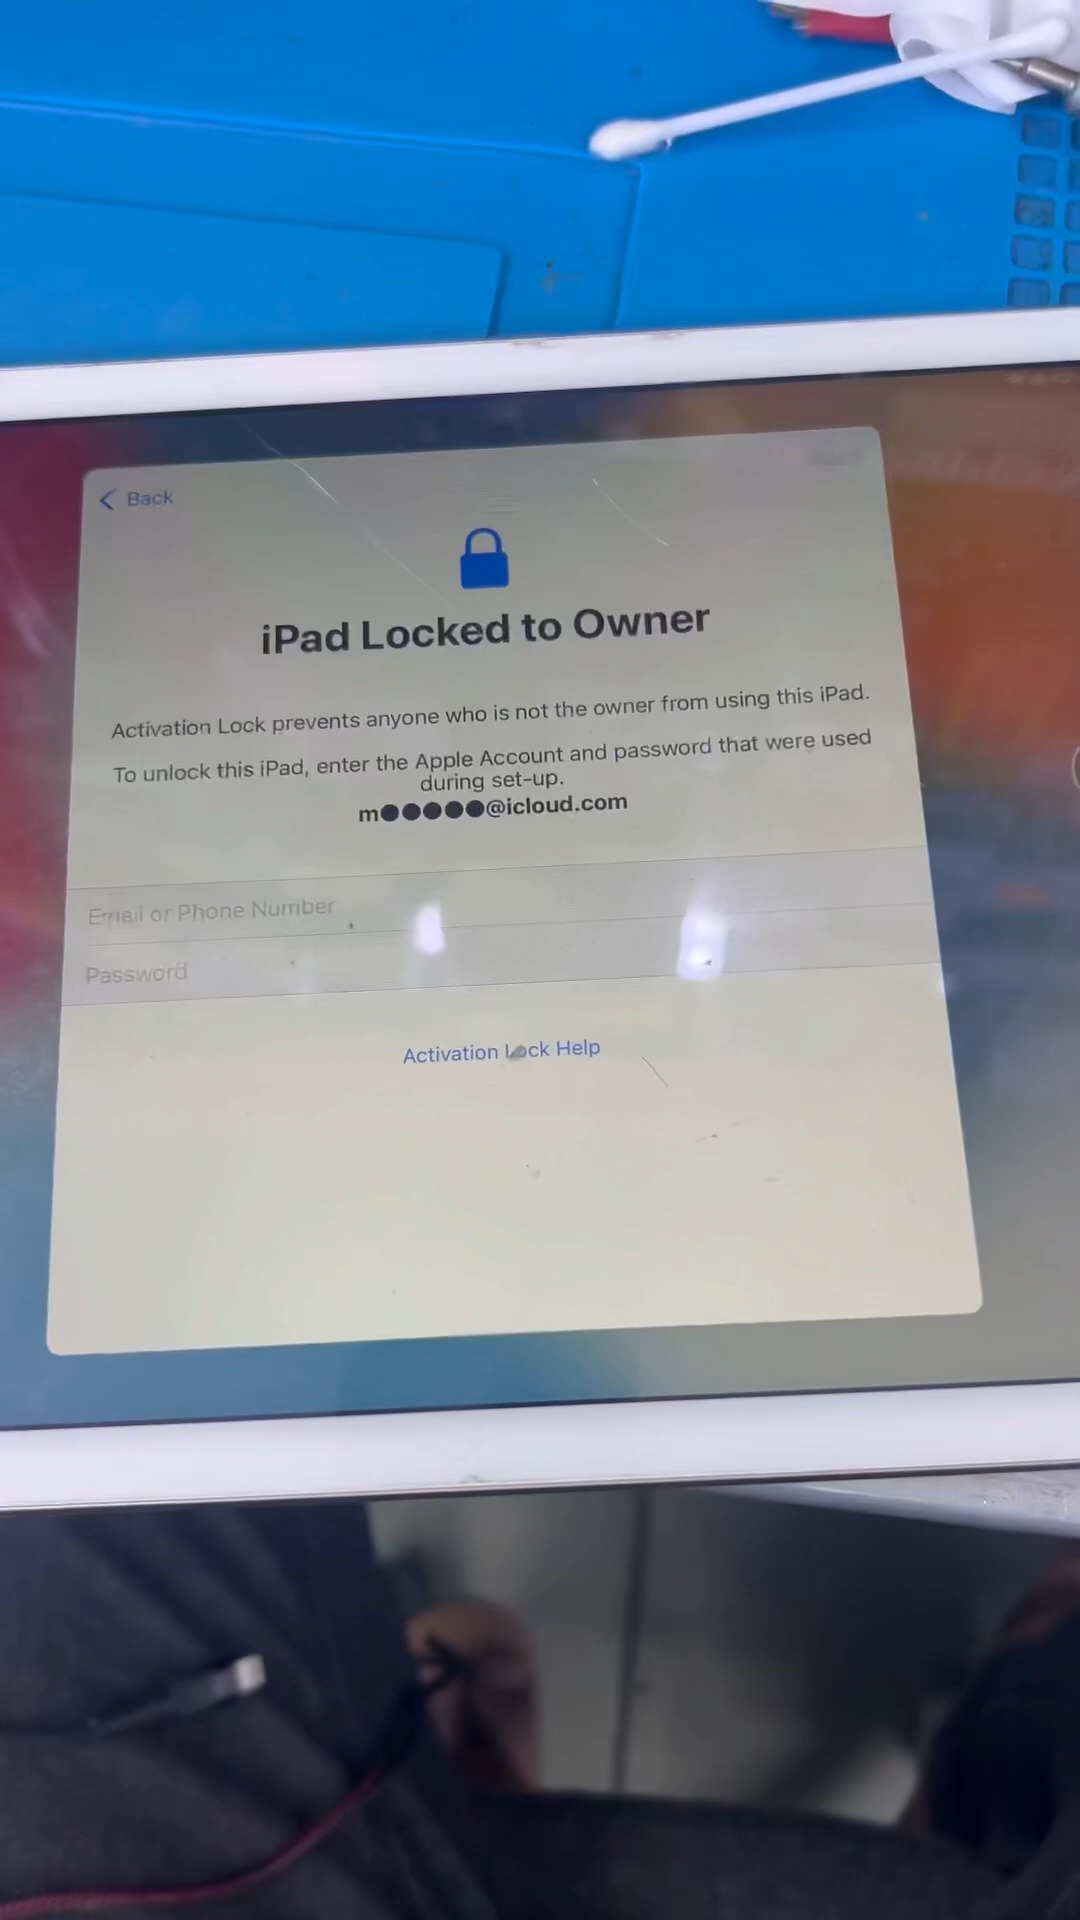 Back
iPad Locked to Owner
Activation Lock prevents anyone who is not the owner from using this iPad.
To unlock this iPad, enter the Apple Account and password that were used
during set-up.
m●●●●●@icloud.com
Email or Phone Number
Password
Activation Lock Help